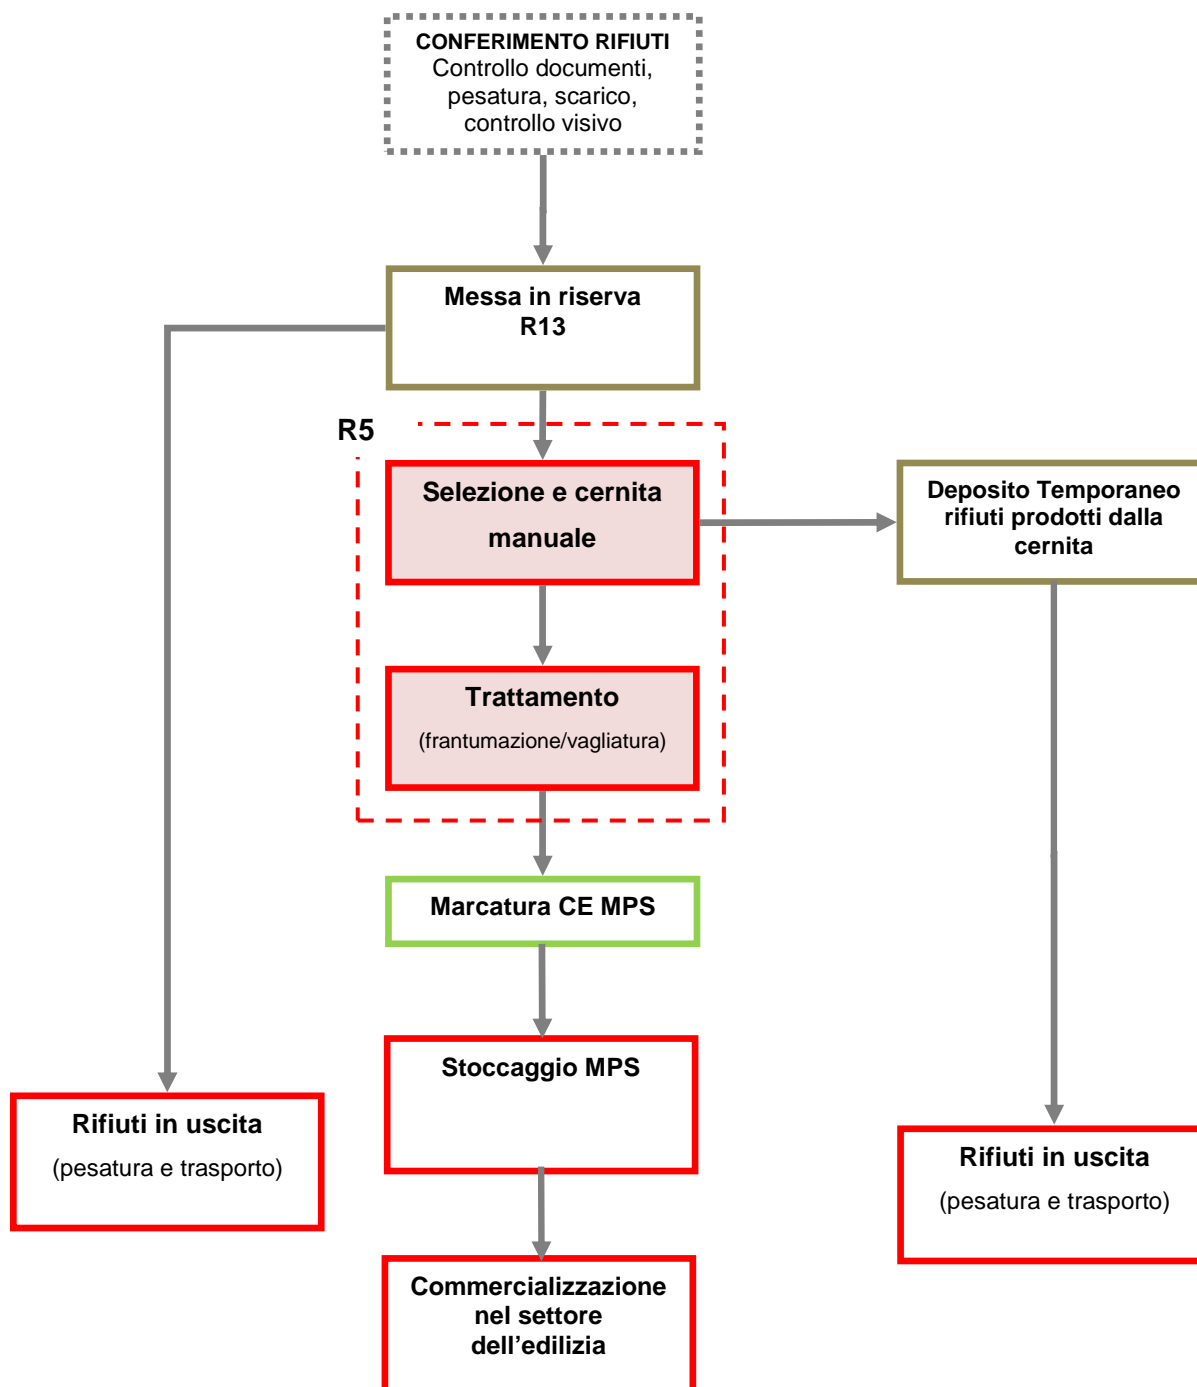 CONFERIMENTO RIFIUTI
Controllo documenti,
pesatura, scarico,
controllo visivo
Messa in riserva
R13
R5
Selezione e cernita
manuale
Deposito Temporaneo
rifiuti prodotti dalla
cernita
Trattamento
(frantumazione/vagliatura)
Marcatura CE MPS
Stoccaggio MPS
Rifiuti in uscita
(pesatura e trasporto)
Rifiuti in uscita
(pesatura e trasporto)
Commercializzazione
nel settore
dell’edilizia